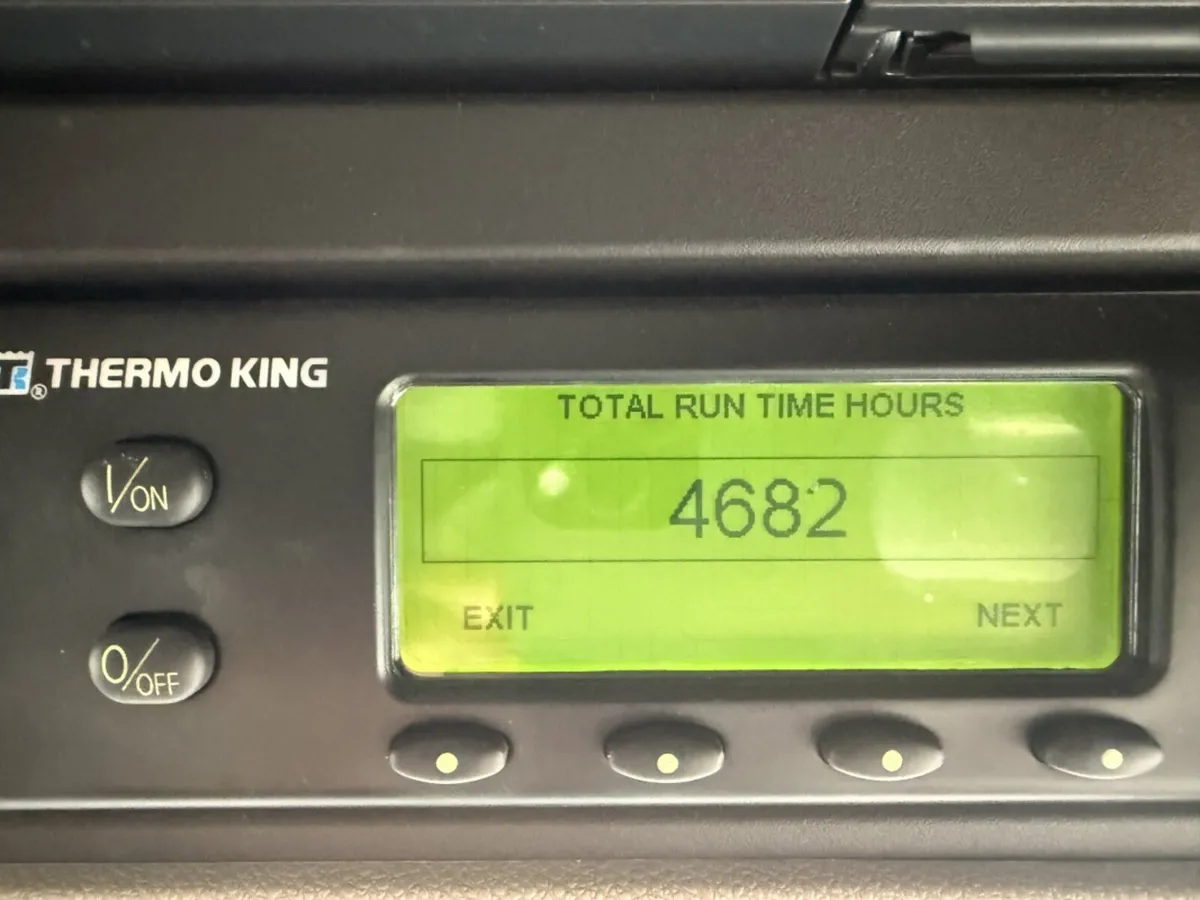 THERMO KING
I/ON
O/OFF
TOTAL RUN TIME HOURS
4682
EXIT NEXT